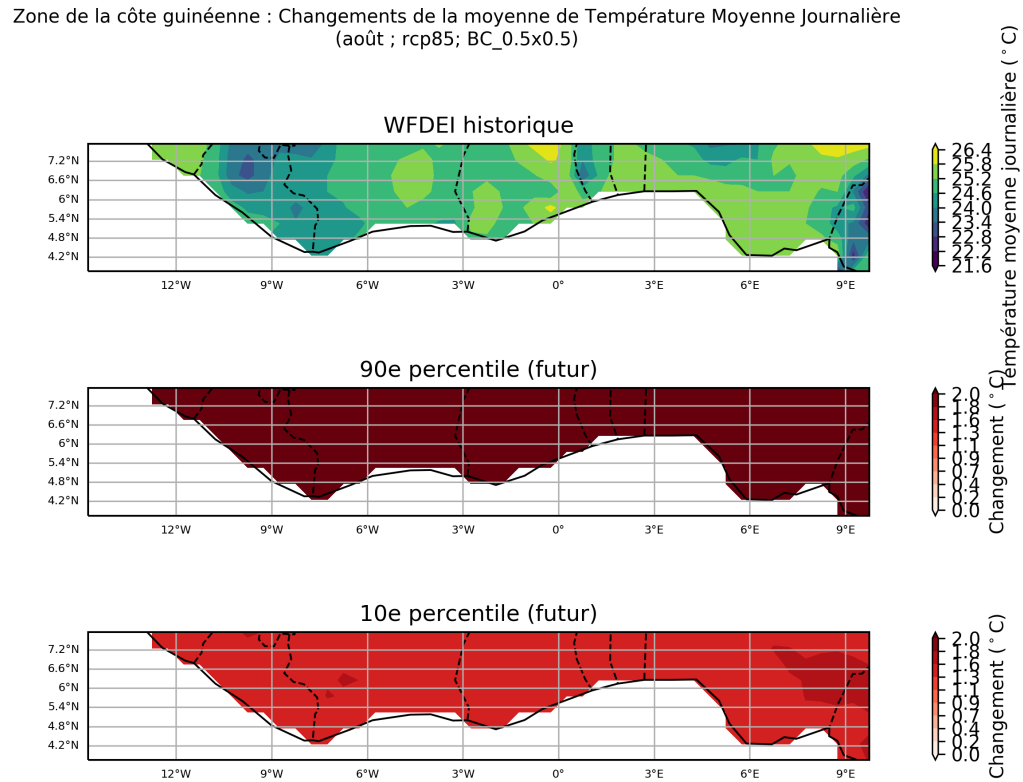 Zone de la côte guinéenne : Changements de la moyenne de Température Moyenne Journalière
(août ; rcp85; BC_0.5x0.5)
WFDEI historique
7.2°N
6.6°N
6°N
5.4°N
4.8°N
4.2°N
12°W 9°W 6°W 3°W 0° 3°E 6°E 9°E
26.4
25.8
25.2
24.6
24.0
23.4
22.8
22.2
21.6
Température moyenne journalière (°C)
90e percentile (futur)
7.2°N
6.6°N
6°N
5.4°N
4.8°N
4.2°N
12°W 9°W 6°W 3°W 0° 3°E 6°E 9°E
2.0
1.8
1.6
1.3
1.1
0.9
0.7
0.4
0.2
0.0
Changement (°C)
10e percentile (futur)
7.2°N
6.6°N
6°N
5.4°N
4.8°N
4.2°N
12°W 9°W 6°W 3°W 0° 3°E 6°E 9°E
2.0
1.8
1.6
1.3
1.1
0.9
0.7
0.4
0.2
0.0
Changement (°C)